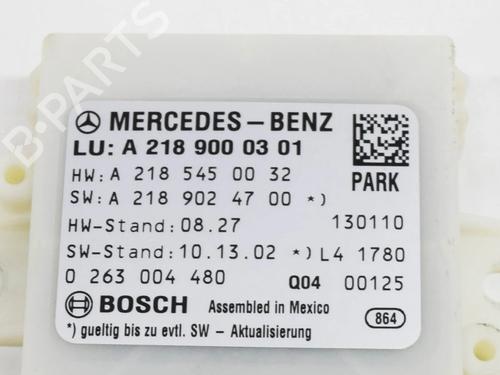 MERCEDES-BENZ
LU: A 218 900 03 01
HW: A 218 545 00 32
PARK
SW: A 218 902 47 00 *)
HW-Stand: 08.27
130110
SW-Stand: 10.13.02 *) L4 1780
0 263 004 480
Q04 00125
BOSCH
Assembled in Mexico
*) gueltig bis zu evtl. SW - Aktualisierung
864
B-PARTS